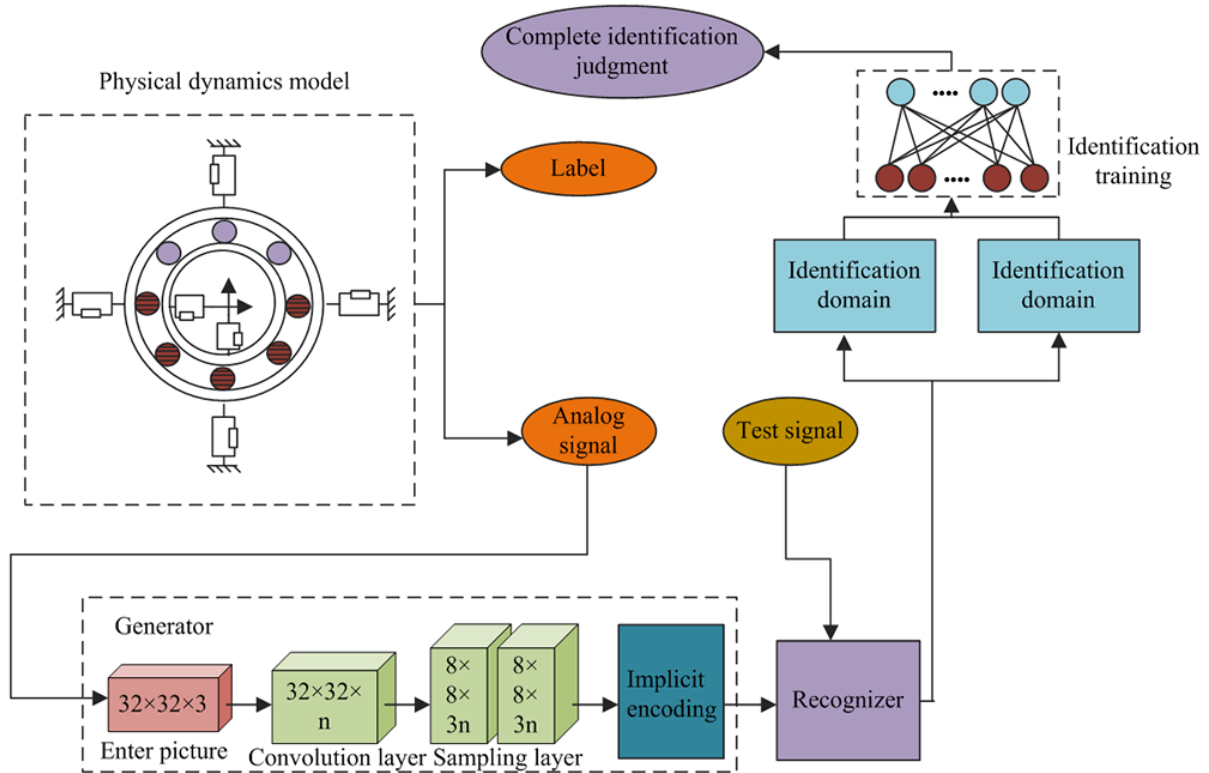 Complete identification
judgment
Physical dynamics model
Label
Identification
training
Identification
domain
Identification
domain
Analog
signal
Test signal
Generator
32×32×3
Enter picture
32×32×
n
Convolution layer
8×
8×
3n
8×
8×
3n
Sampling layer
Implicit
encoding
Recognizer